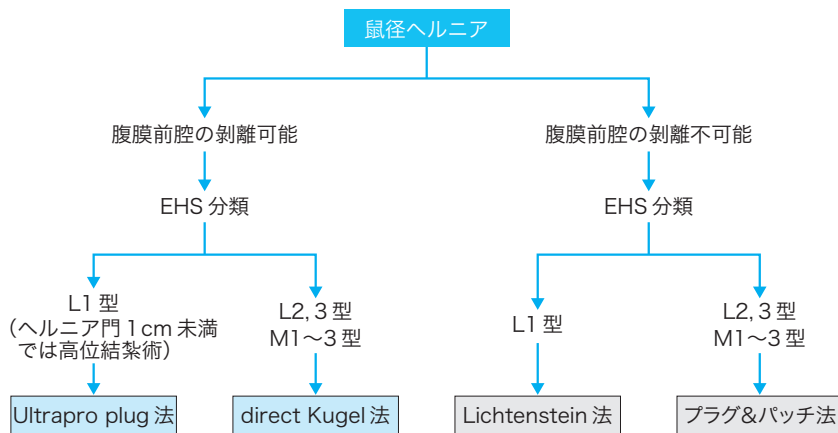 鼠径ヘルニア
腹膜前腔の剝離可能
腹膜前腔の剝離不可能
EHS 分類
EHS 分類
L1 型
（ヘルニア門 1 cm 未満
では高位結紮術）
L2, 3 型
M1〜3 型
L1 型
L2, 3 型
M1〜3 型
Ultrapro plug 法
direct Kugel 法
Lichtenstein 法
プラグ&パッチ法